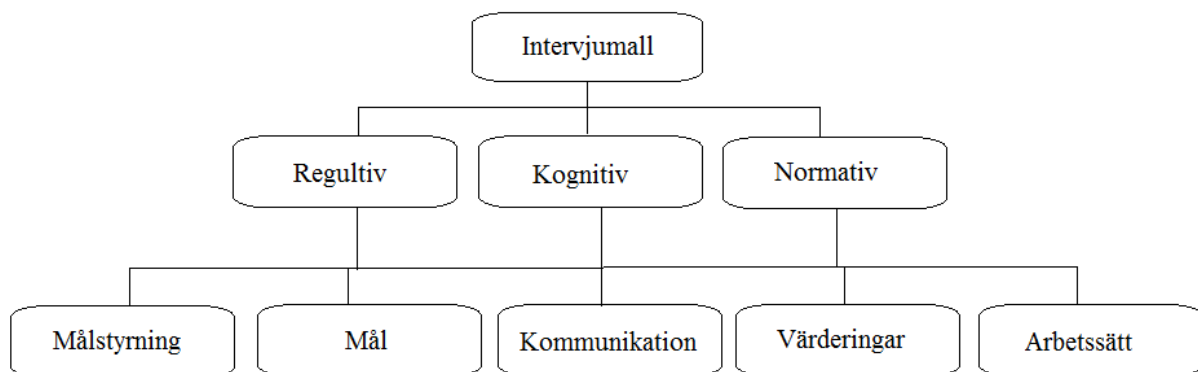 Intervjumall
Regultiv
Kognitiv
Normativ
Målstyrning
Mål
Kommunikation
Värderingar
Arbetssätt